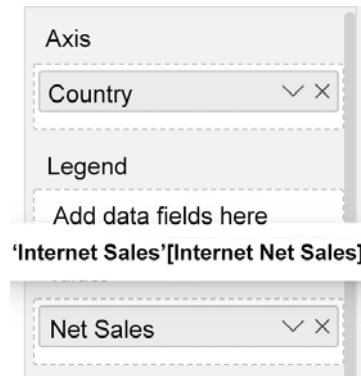 Axis
Country
Legend
Add data fields here
‘Internet Sales’[Internet Net Sales]
Net Sales